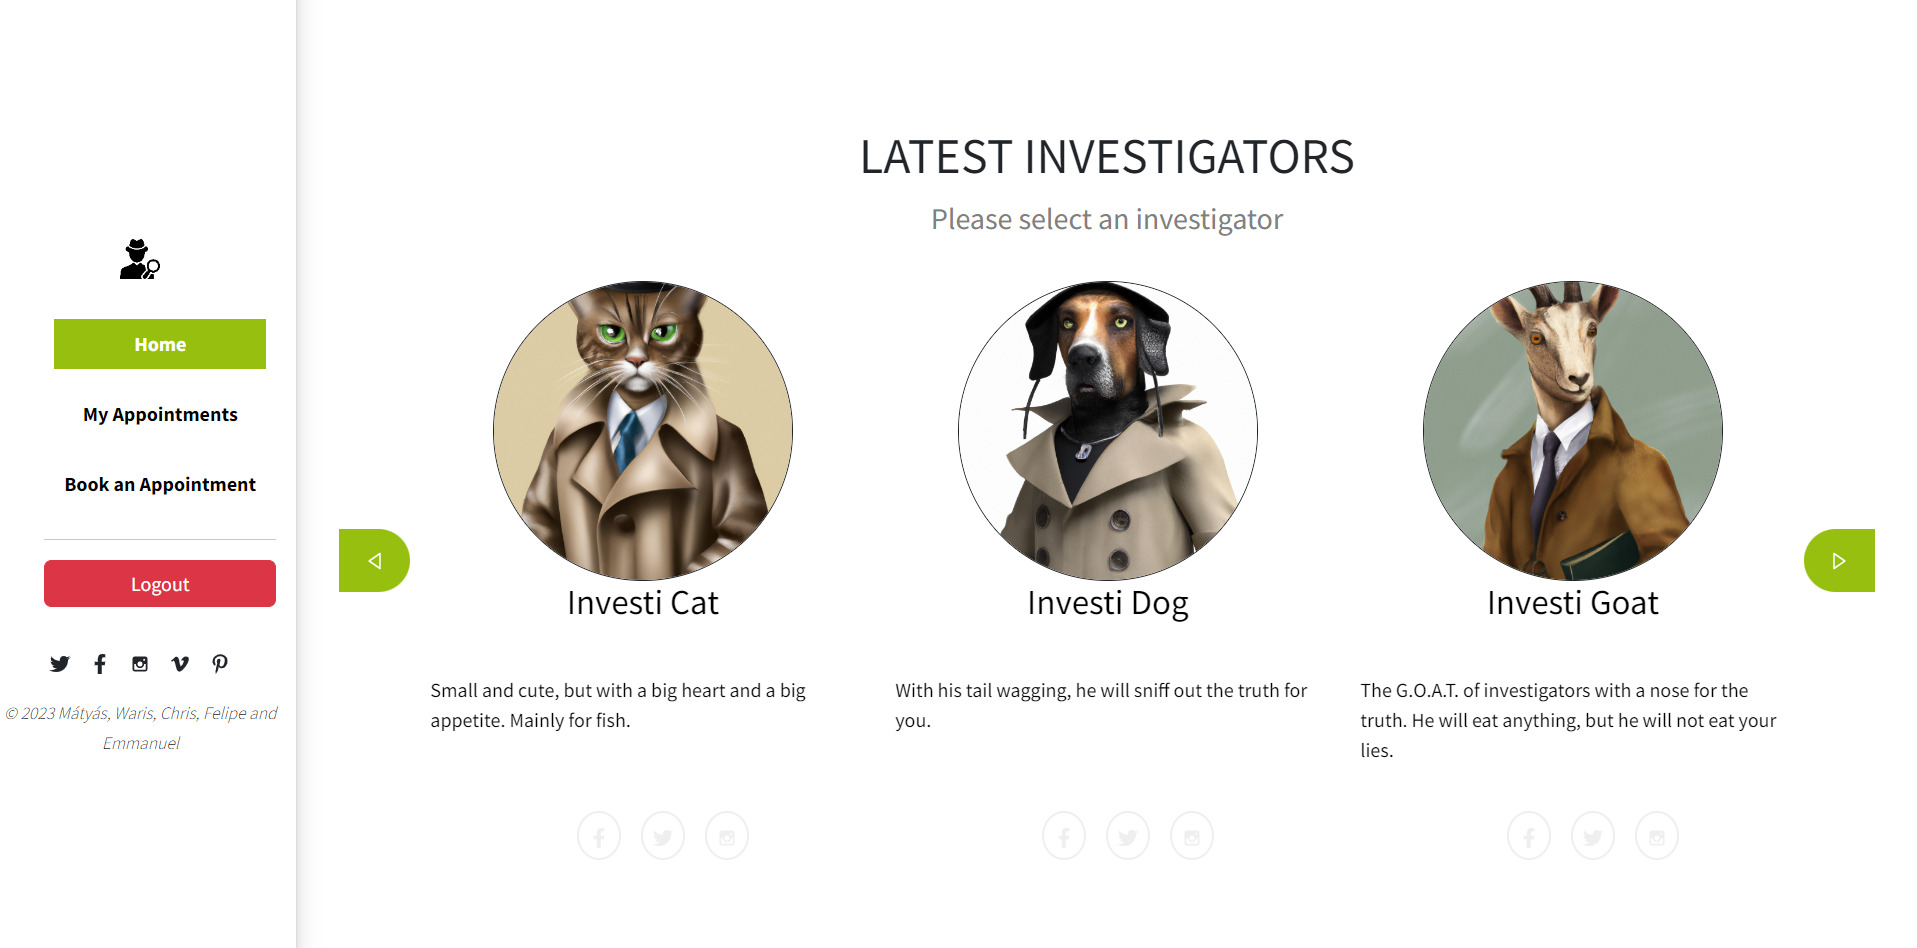 Home
My Appointments
Book an Appointment
Logout
© 2023 Mátyás, Waris, Chris, Felipe and
Emmanuel
LATEST INVESTIGATORS
Please select an investigator
Investi Cat
Small and cute, but with a big heart and a big
appetite. Mainly for fish.
Investi Dog
With his tail wagging, he will sniff out the truth for
you.
Investi Goat
The G.O.A.T. of investigators with a nose for the
truth. He will eat anything, but he will not eat your
lies.